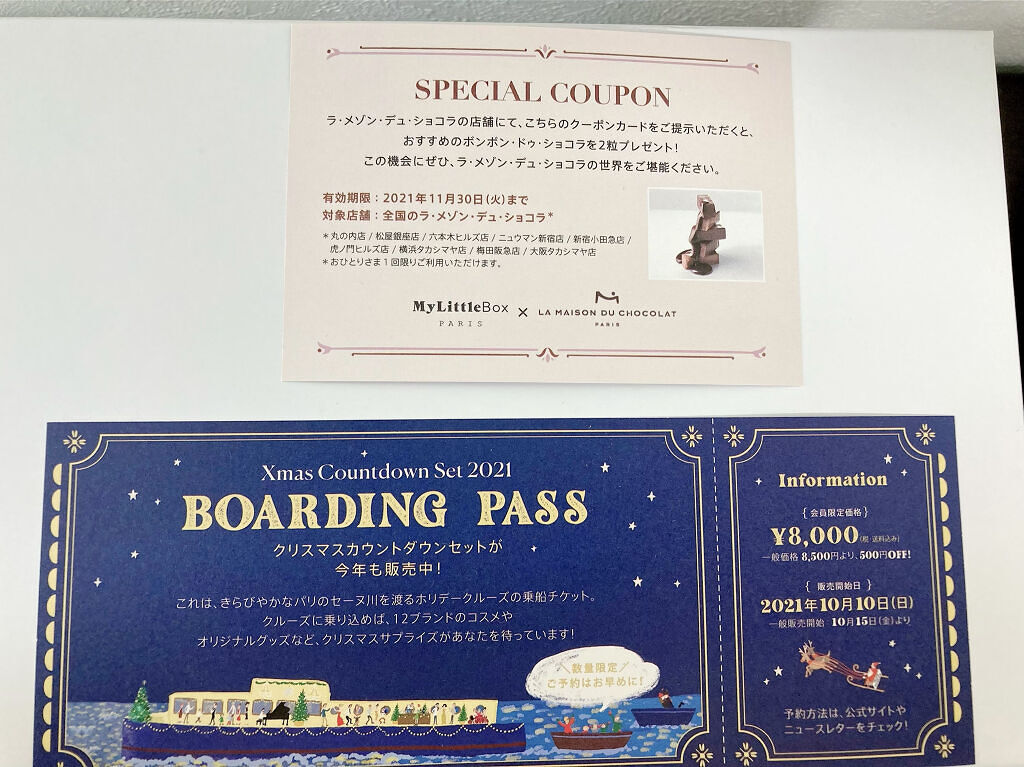 SPECIAL COUPON
ラ・メゾン・デュ・ショコラの店舗にて、こちらのクーポンカードをご提示いただくと、
おすすめのボンボン・ドゥ・ショコラを2粒プレゼント!
この機会にぜひ、ラ・メゾン・デュ・ショコラの世界をご堪能ください。
有効期限:2021年11月30日(火)まで
対象店舗:全国のラ・メゾン・デュ・ショコラ*
*丸の内店 / 松屋銀座店 / 六本木ヒルズ店 / ニュウマン新宿店 / 新宿小田急店 /
虎ノ門ヒルズ店 / 横浜タカシマヤ店 / 梅田阪急店 / 大阪タカシマヤ店
*おひとりさま1回限りご利用いただけます。
MyLittleBox × LA MAISON DU CHOCOLAT
PARIS PARIS
Xmas Countdown Set 2021
BOARDING PASS
クリスマスカウントダウンセットが
今年も販売中!
これは、きらびやかなパリのセーヌ川を渡るホリデークルーズの乗船チケット。
クルーズに乗り込めば、12ブランドのコスメや
オリジナルグッズなど、クリスマスサプライズがあなたを待っています!
数量限定
ご予約はお早めに!
Information
{会員限定価格}
¥8,000(税・送料込み)
一般価格 8,500円より、500円OFF!
{販売開始日}
2021年10月10日(日)
一般販売開始 10月15日(金)より
予約方法は、公式サイトや
ニュースレターをチェック!